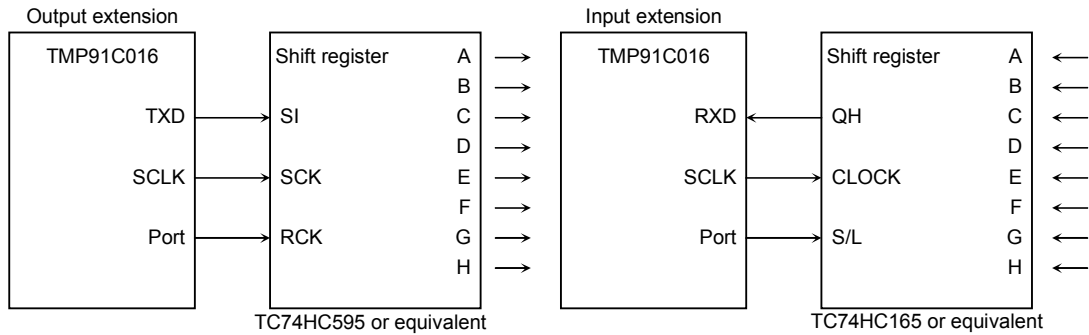 Output extension
Input extension
TMP91C016
Shift register
A
TMP91C016
Shift register
A
B
B
TXD
SI
C
RXD
QH
C
D
D
SCLK
SCK
E
SCLK
CLOCK
E
F
F
Port
RCK
G
Port
S/L
G
H
H
TC74HC595 or equivalent
TC74HC165 or equivalent